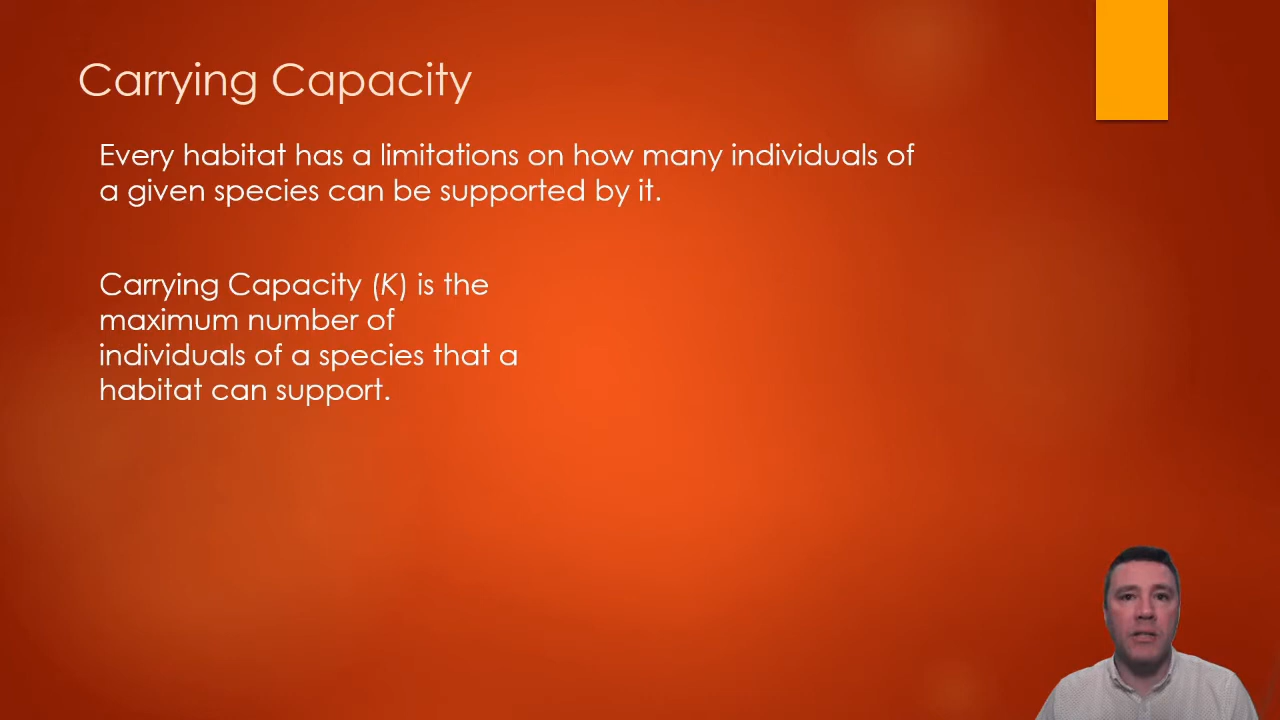 Carrying Capacity
Every habitat has a limitations on how many individuals of
a given species can be supported by it.
Carrying Capacity (K) is the
maximum number of
individuals of a species that a
habitat can support.